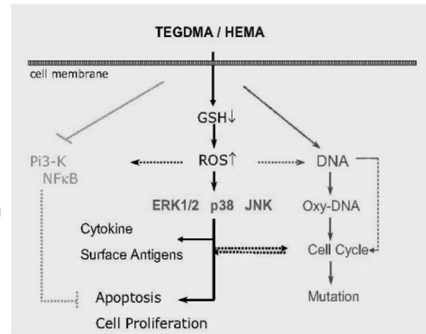 TEGDMA / HEMA
cell membrane
GSH↓
Pi3-K
NFκB
ROS↑
DNA
ERK1/2 p38 JNK
Oxy-DNA
Cytokine
Surface Antigens
Cell Cycle
Apoptosis
Mutation
Cell Proliferation